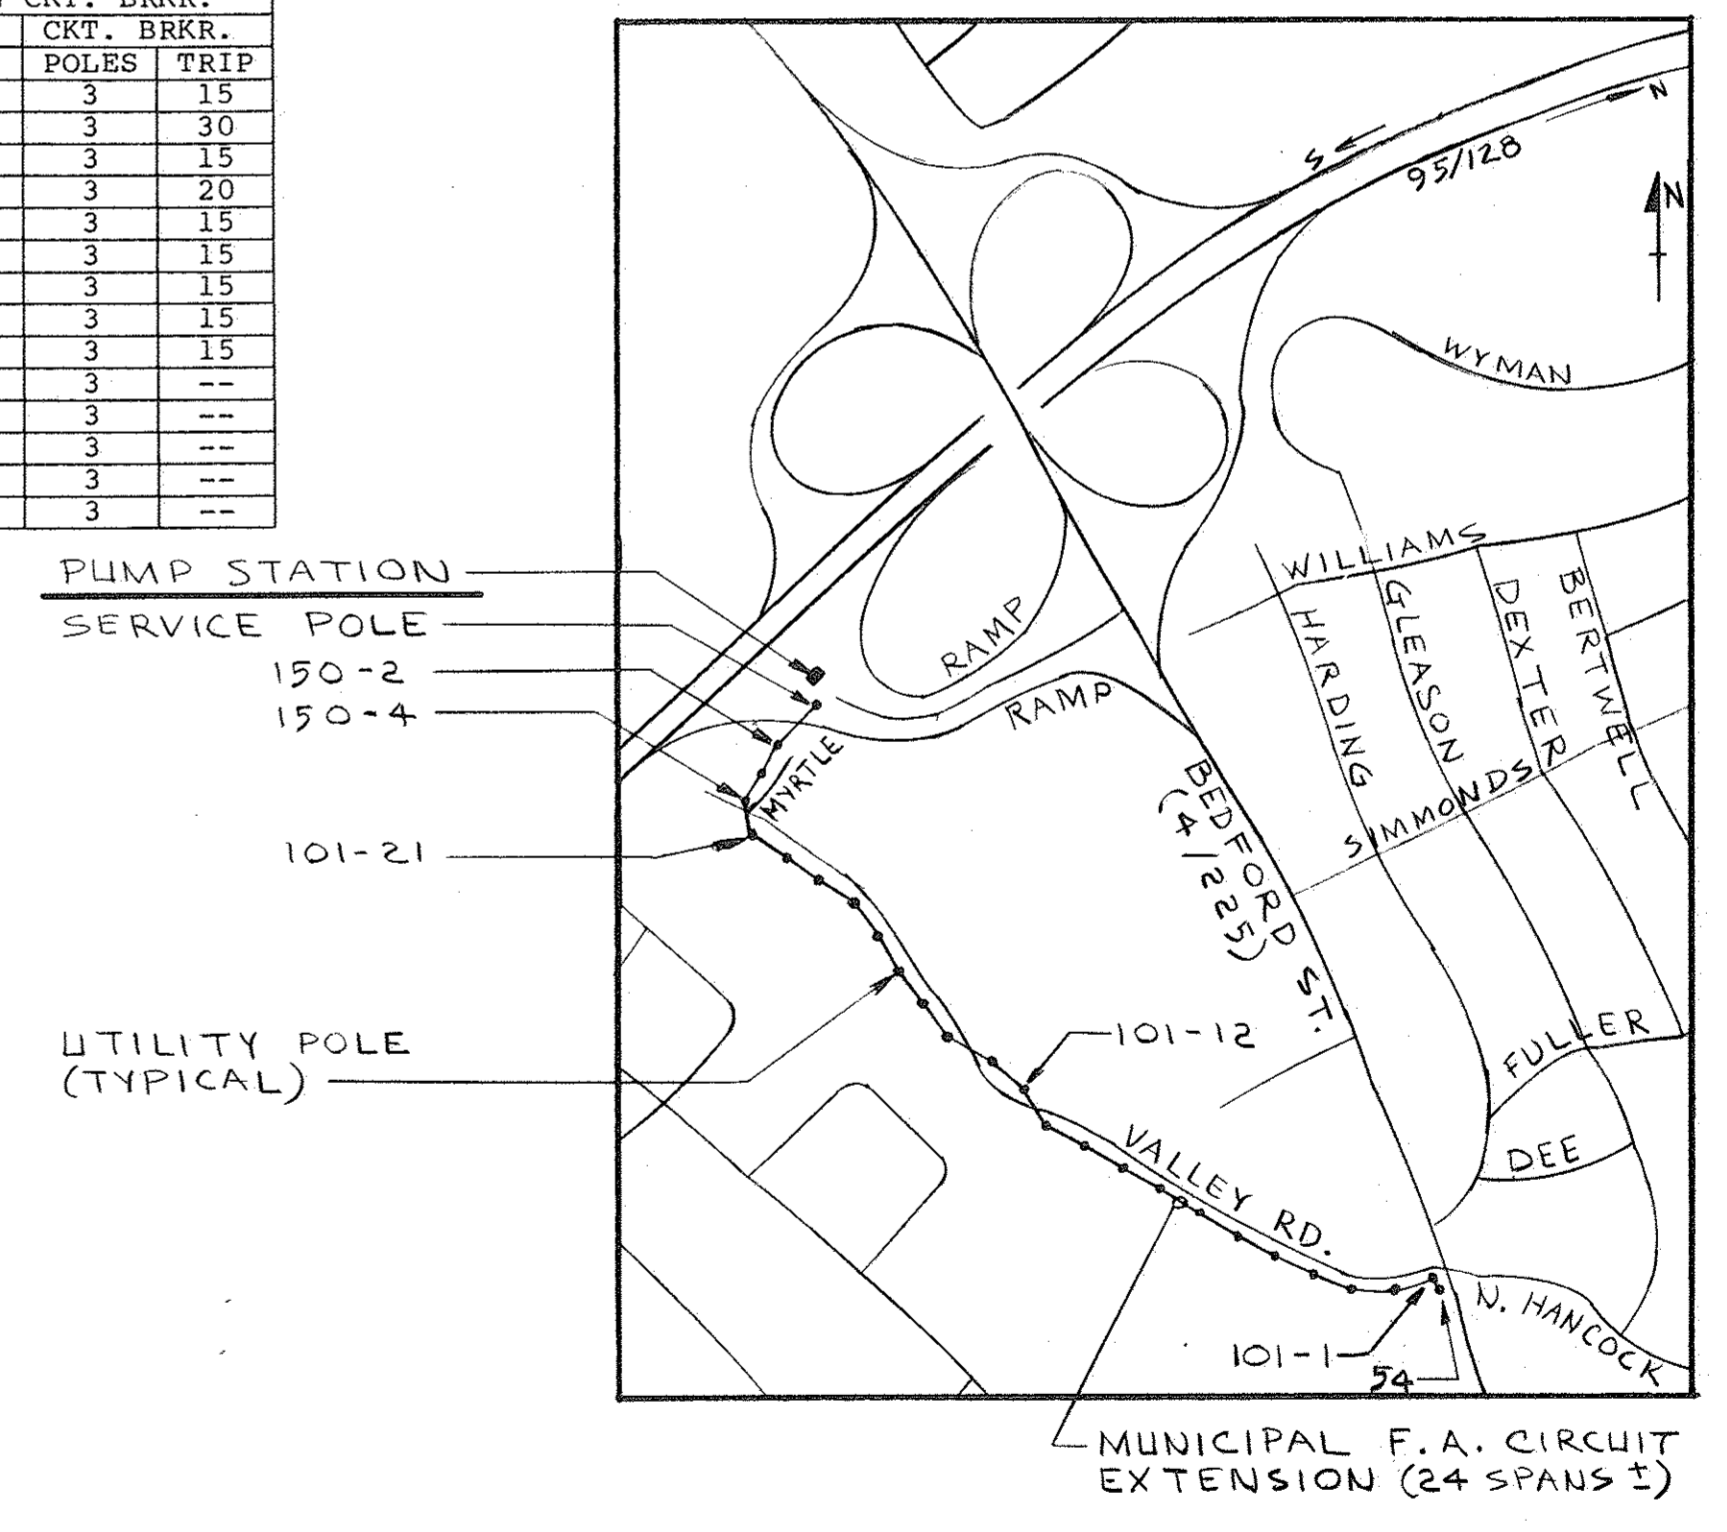 CKT. BRKR.
CKT. BRKR.
POLES TRIP
3 15
3 30
3 15
3 20
3 15
3 15
3 15
3 15
3 15
3 --
3 --
3 --
3 --
3 --
PUMP STATION
SERVICE POLE
150-2
150-4
101-21
UTILITY POLE
(TYPICAL)
S
95/128
N
N
WYMAN
WILLIAMS
HARDING
GLEASON
DEXTER
BERTWELL
SIMMONDS
RAMP
RAMP
MYRTLE
BEDFORD ST.
(4/225)
101-12
FULLER
DEE
VALLEY RD.
N. HANCOCK
101-1
54
MUNICIPAL F.A. CIRCUIT
EXTENSION (24 SPANS ±)